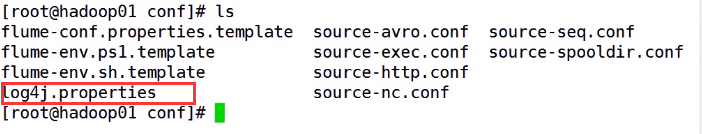 [root@hadoop01 conf]# ls
flume-conf.properties.template source-avro.conf source-seq.conf
flume-env.ps1.template source-exec.conf source-spooldir.conf
flume-env.sh.template source-http.conf
log4j.properties source-nc.conf
[root@hadoop01 conf]#